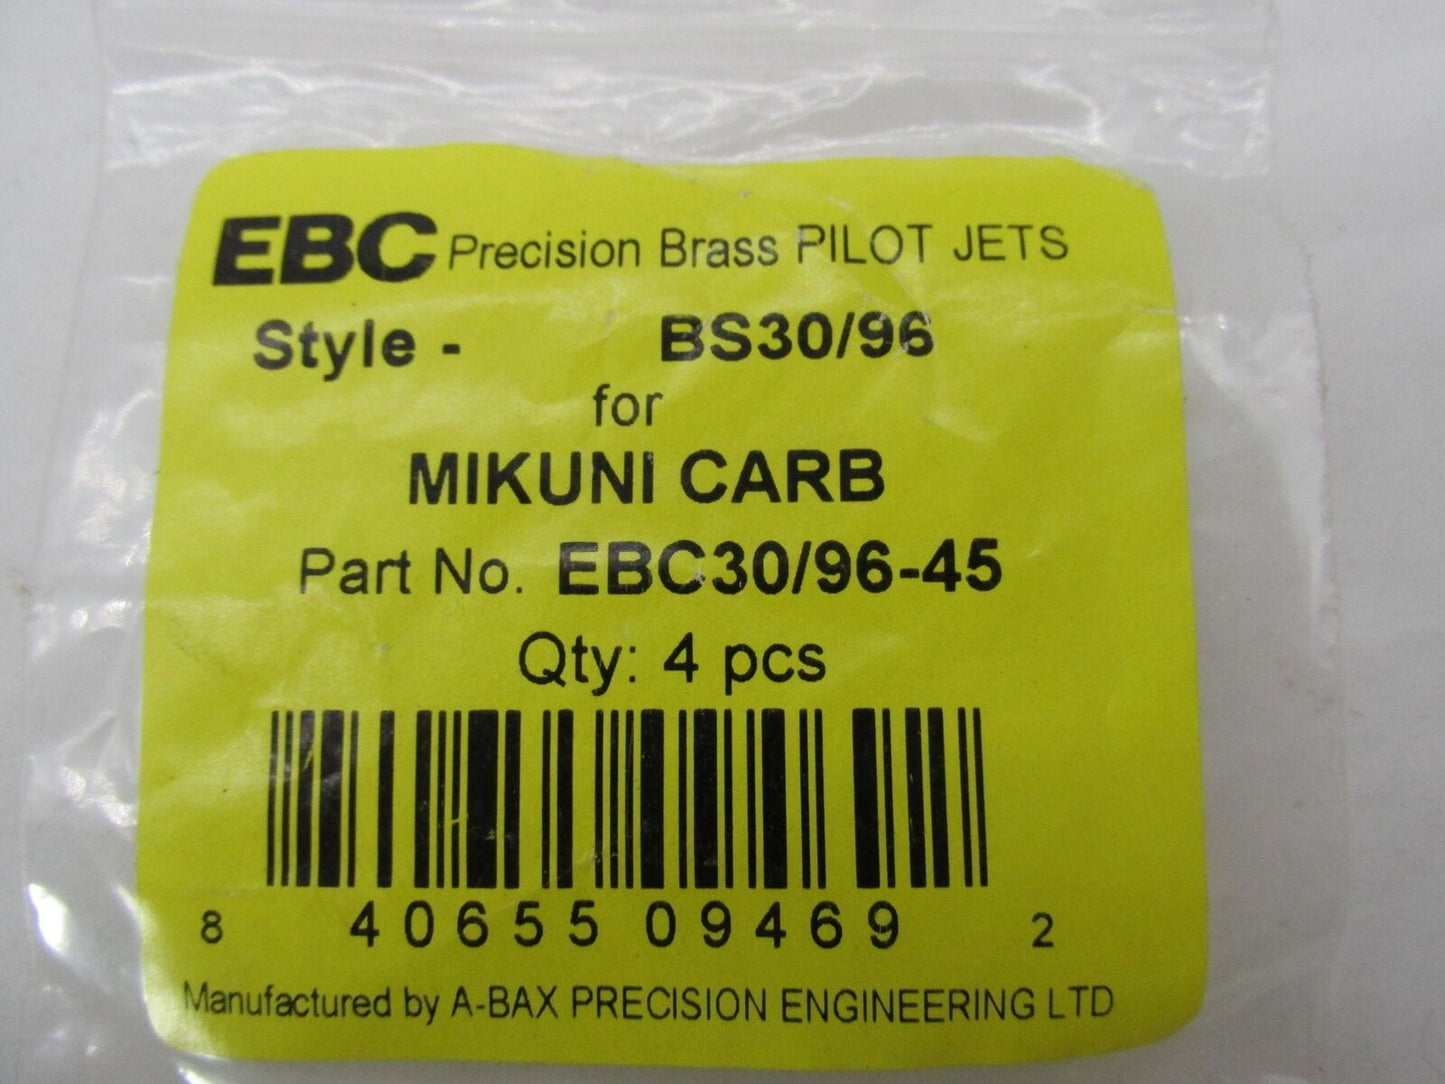 EBC Precision Brass PILOT JETS
Style - BS30/96
for
MIKUNI CARB
Part No. EBC30/96-45
Qty: 4 pcs
8 40655 09469 2
Manufactured by A-BAX PRECISION ENGINEERING LTD